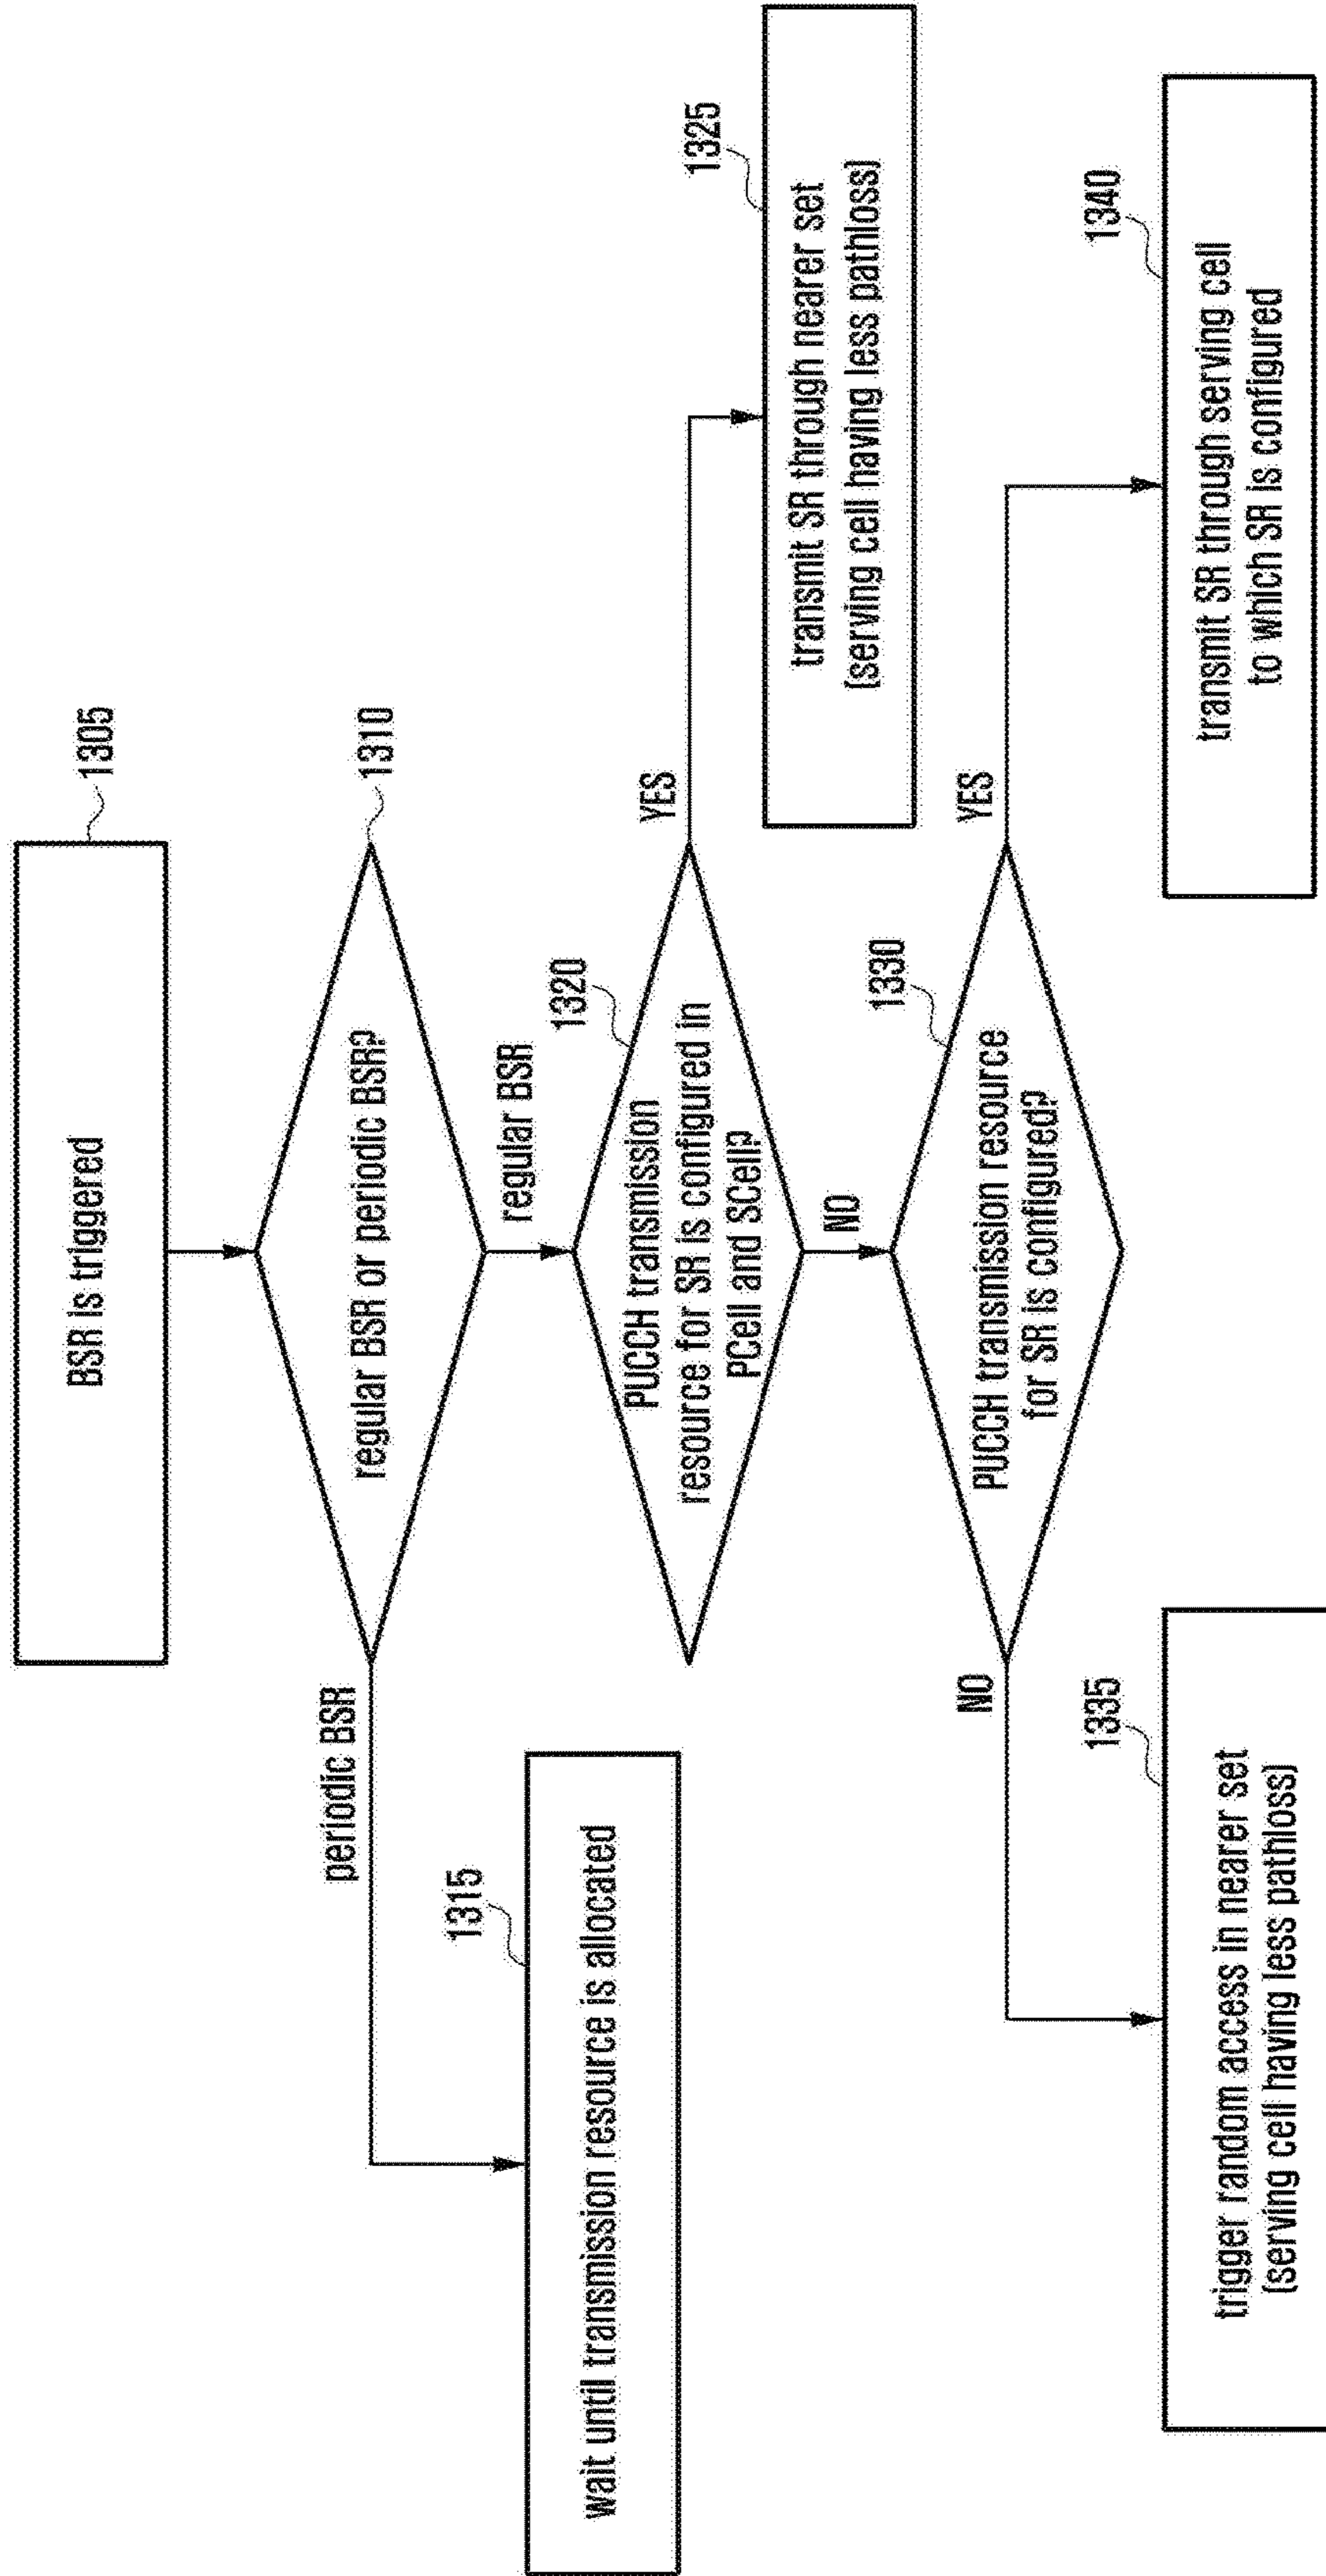 BSR is triggered
1305
regular BSR or periodic BSR?
1310
periodic BSR
regular BSR
wait until transmission resource is allocated
1315
PUCCH transmission
resource for SR is configured in
PCell and SCell?
1320
YES
NO
transmit SR through nearer set
(serving cell having less pathloss)
1325
PUCCH transmission resource
for SR is configured?
1330
NO
YES
trigger random access in nearer set
(serving cell having less pathloss)
1335
transmit SR through serving cell
to which SR is configured
1340